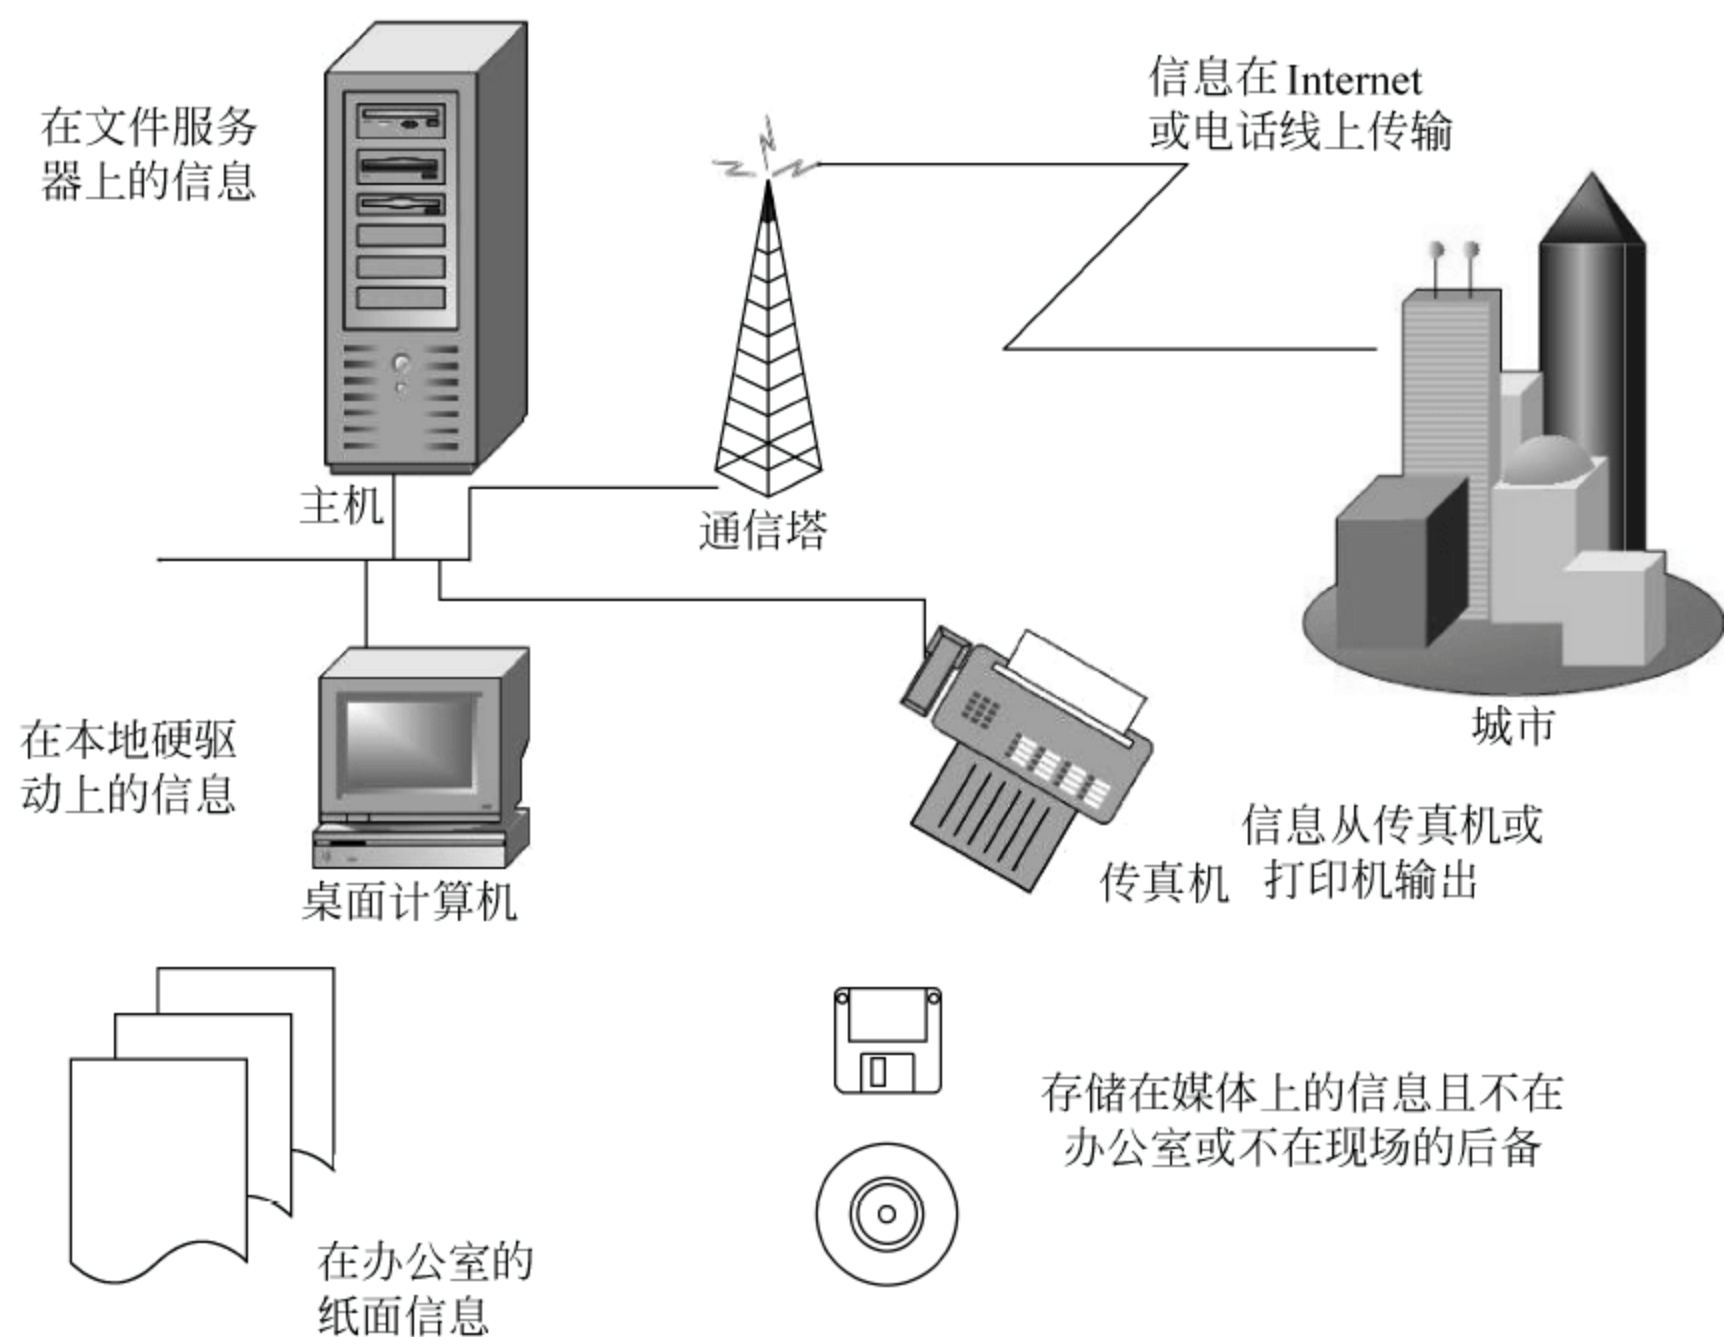 在文件服务
器上的信息
信息在 Internet
或电话线上传输
主机
通信塔
在本地硬驱
动上的信息
城市
桌面计算机
传真机
信息从传真机或
打印机输出
存储在媒体上的信息且不在
办公室或不在现场的后备
在办公室的
纸面信息